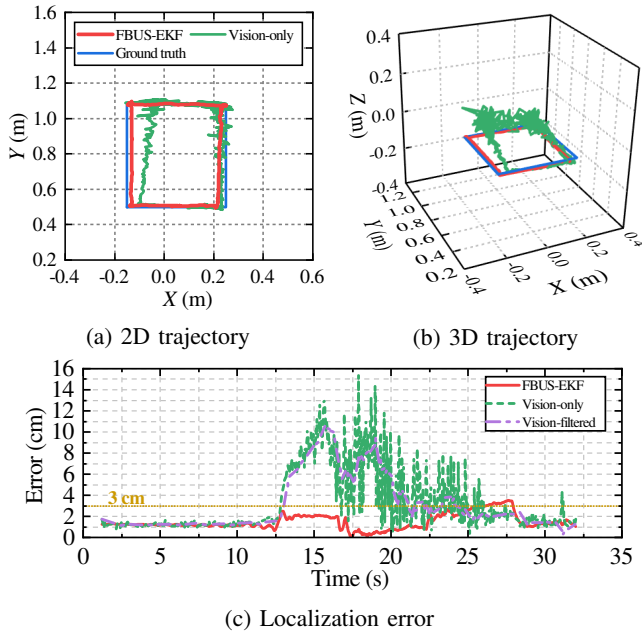 FBUS-EKF
Vision-only
Ground truth
1.6
1.4
1.2
1.0
0.8
0.6
0.4
0.2
Y (m)
-0.4
-0.2
0.0
0.2
0.4
0.6
X (m)
(a) 2D trajectory
0.4
0.2
0.0
-0.2
-0.4
Z (m)
1.2
1.0
0.8
0.6
0.4
0.2
Y (m)
-0.4
-0.2
0.0
0.2
0.4
X (m)
(b) 3D trajectory
16
14
12
10
8
6
4
2
0
Error (cm)
3 cm
FBUS-EKF
Vision-only
Vision-filtered
0
5
10
15
20
25
30
35
Time (s)
(c) Localization error